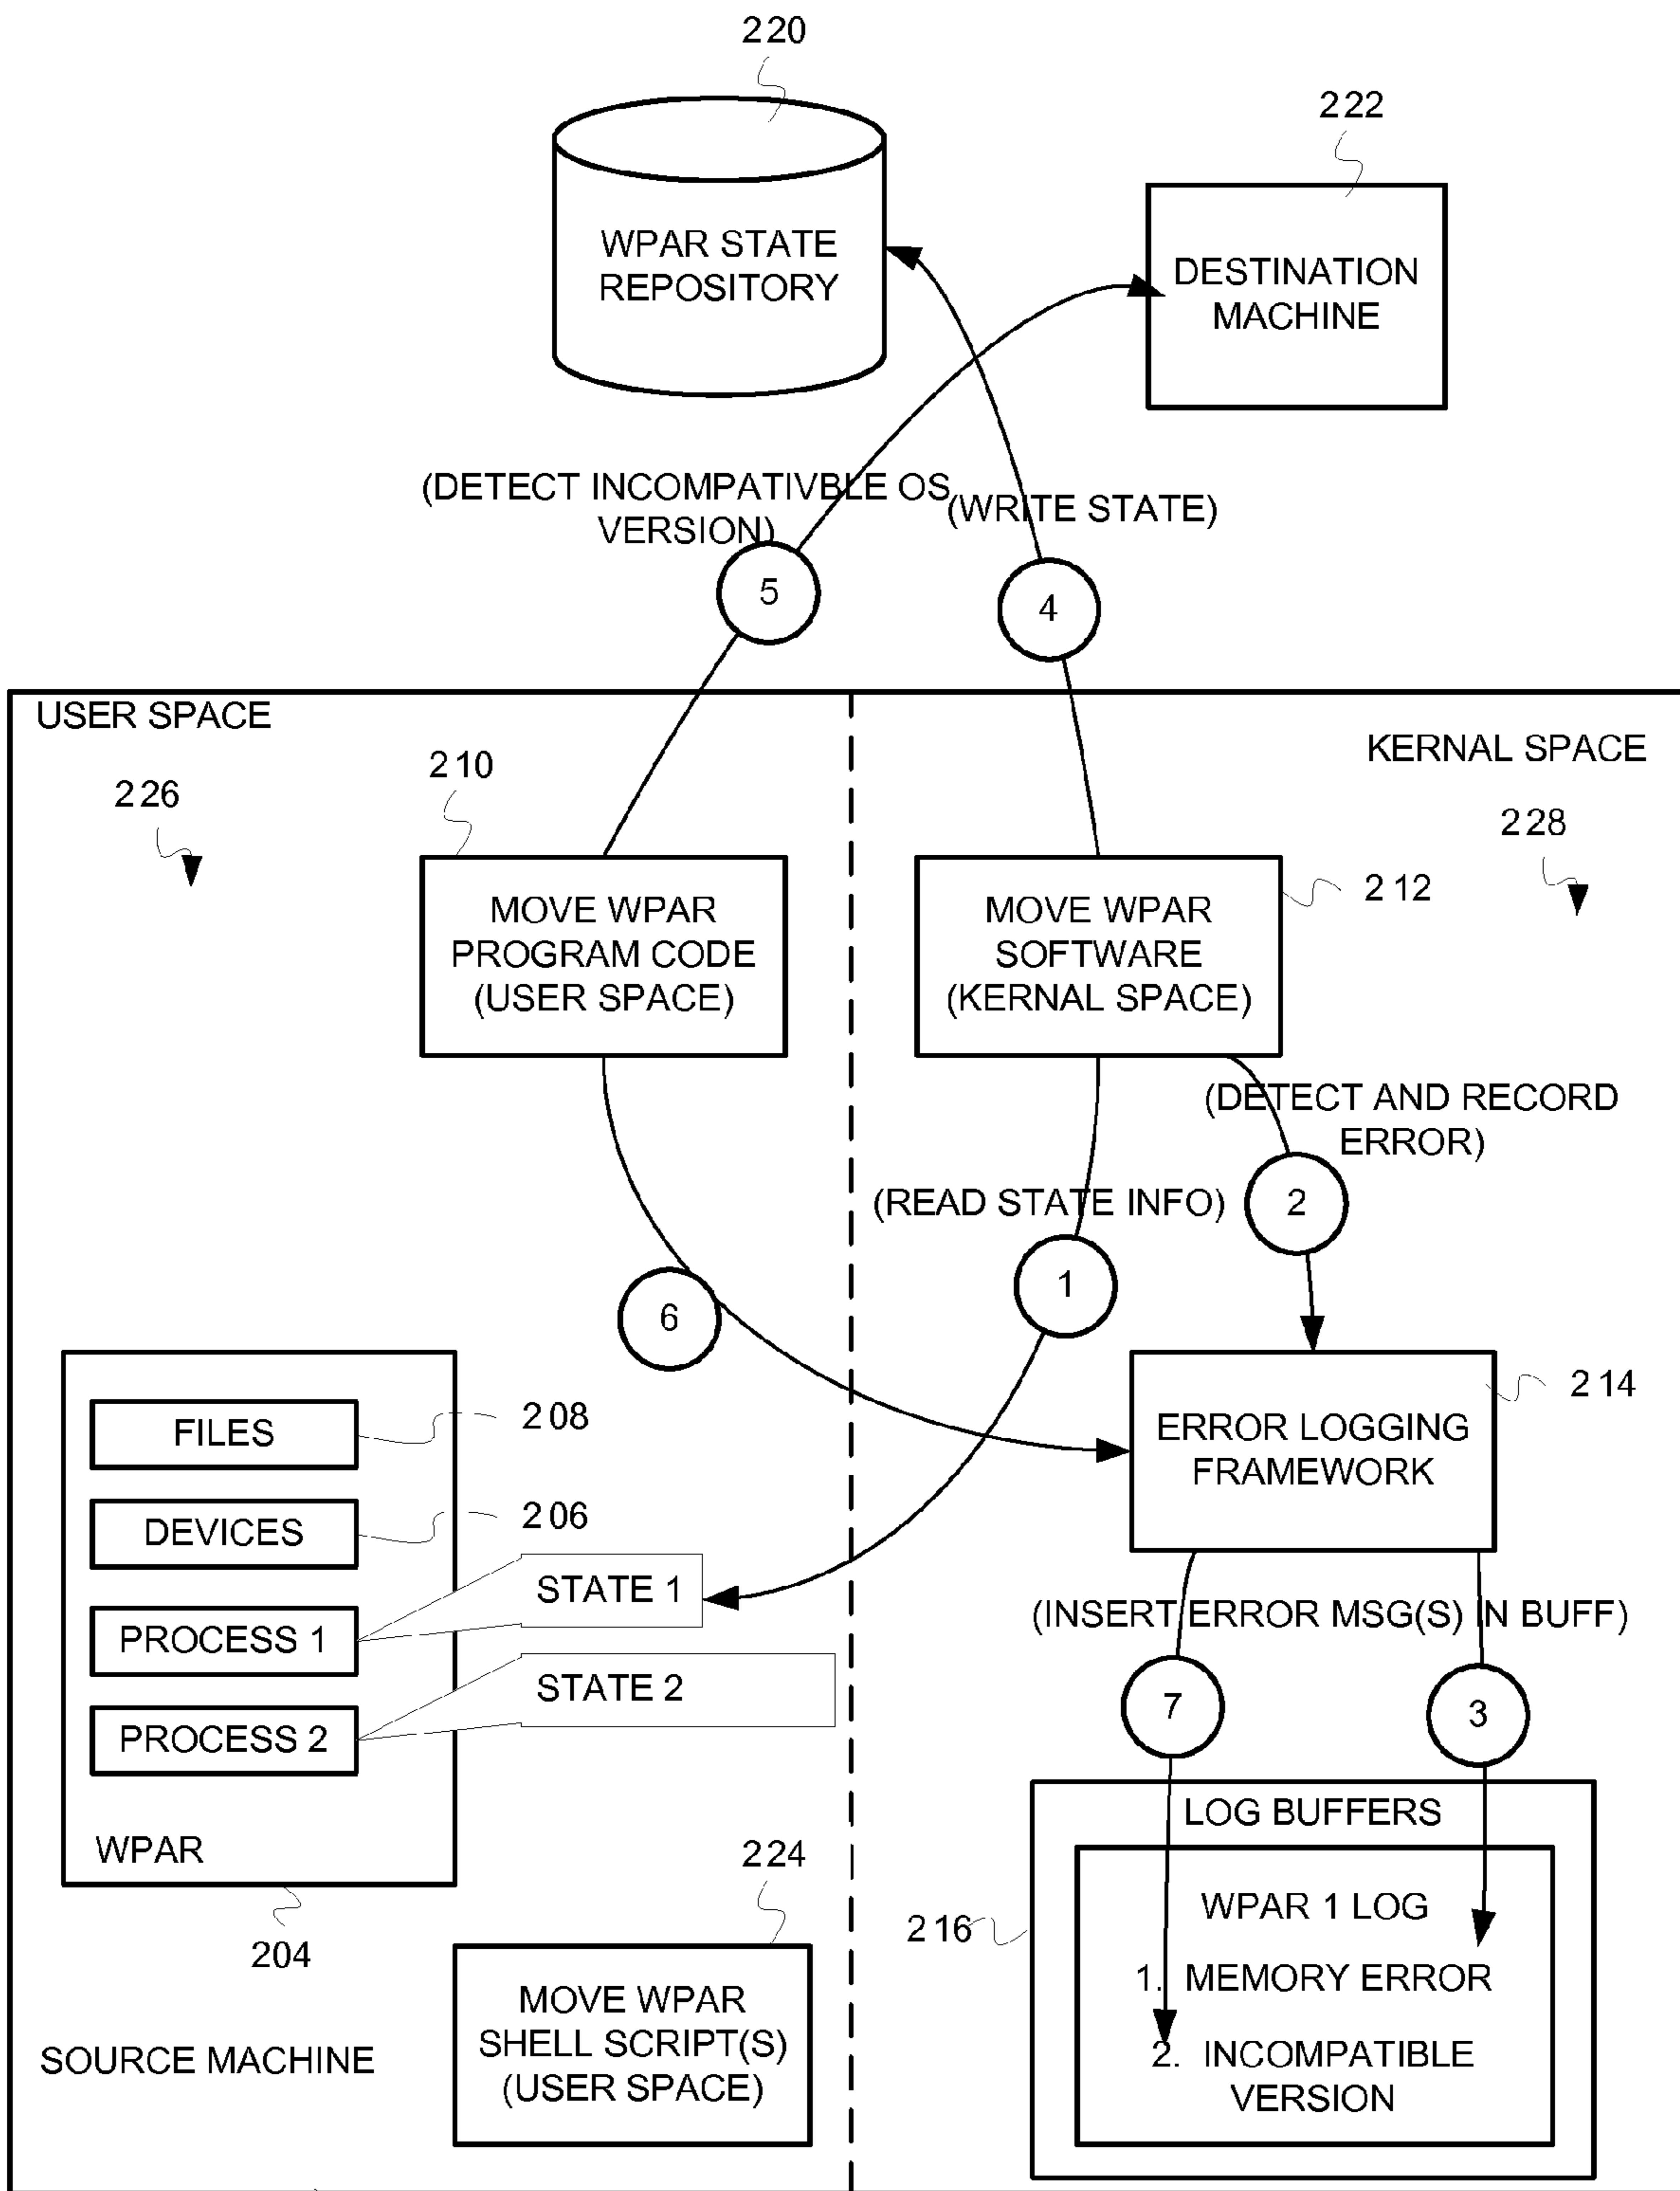 220
222
WPAR STATE
REPOSITORY
DESTINATION
MACHINE
(DETECT INCOMPATIVBLE OS
VERSION)
(WRITE STATE)
5
4
USER SPACE
KERNAL SPACE
210
226
228
212
MOVE WPAR
PROGRAM CODE
(USER SPACE)
MOVE WPAR
SOFTWARE
(KERNAL SPACE)
(DETECT AND RECORD
ERROR)
(READ STATE INFO)
2
1
6
214
FILES
208
ERROR LOGGING
FRAMEWORK
DEVICES
206
STATE 1
PROCESS 1
(INSERT ERROR MSG(S) IN BUFF)
STATE 2
PROCESS 2
7
3
WPAR
204
LOG BUFFERS
224
216
WPAR 1 LOG
1. MEMORY ERROR
2. INCOMPATIBLE
VERSION
MOVE WPAR
SHELL SCRIPT(S)
(USER SPACE)
SOURCE MACHINE